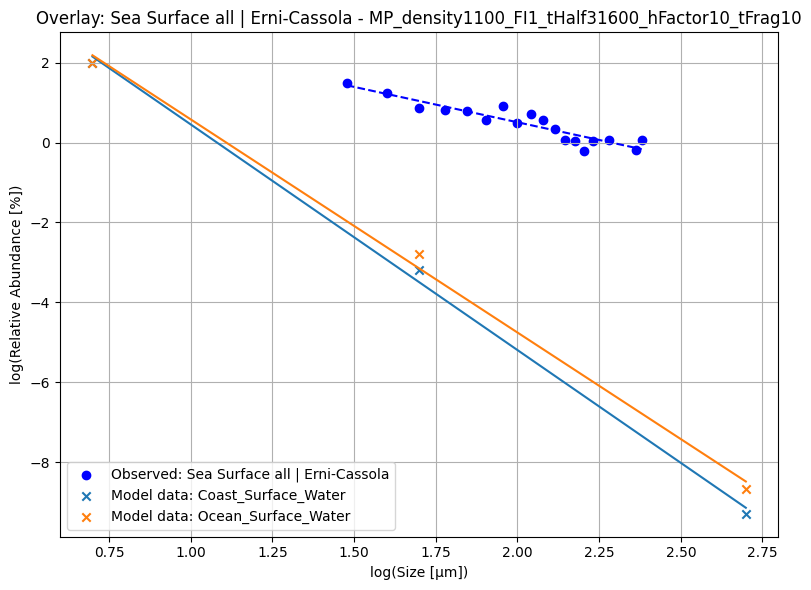 Overlay: Sea Surface all | Erni-Cassola - MP_density1100_FI1_tHalf31600_hFactor10_tFrag10
log(Relative Abundance [%])
2
0
−2
−4
−6
−8
Observed: Sea Surface all | Erni-Cassola
Model data: Coast_Surface_Water
Model data: Ocean_Surface_Water
0.75 1.00 1.25 1.50 1.75 2.00 2.25 2.50 2.75
log(Size [μm])